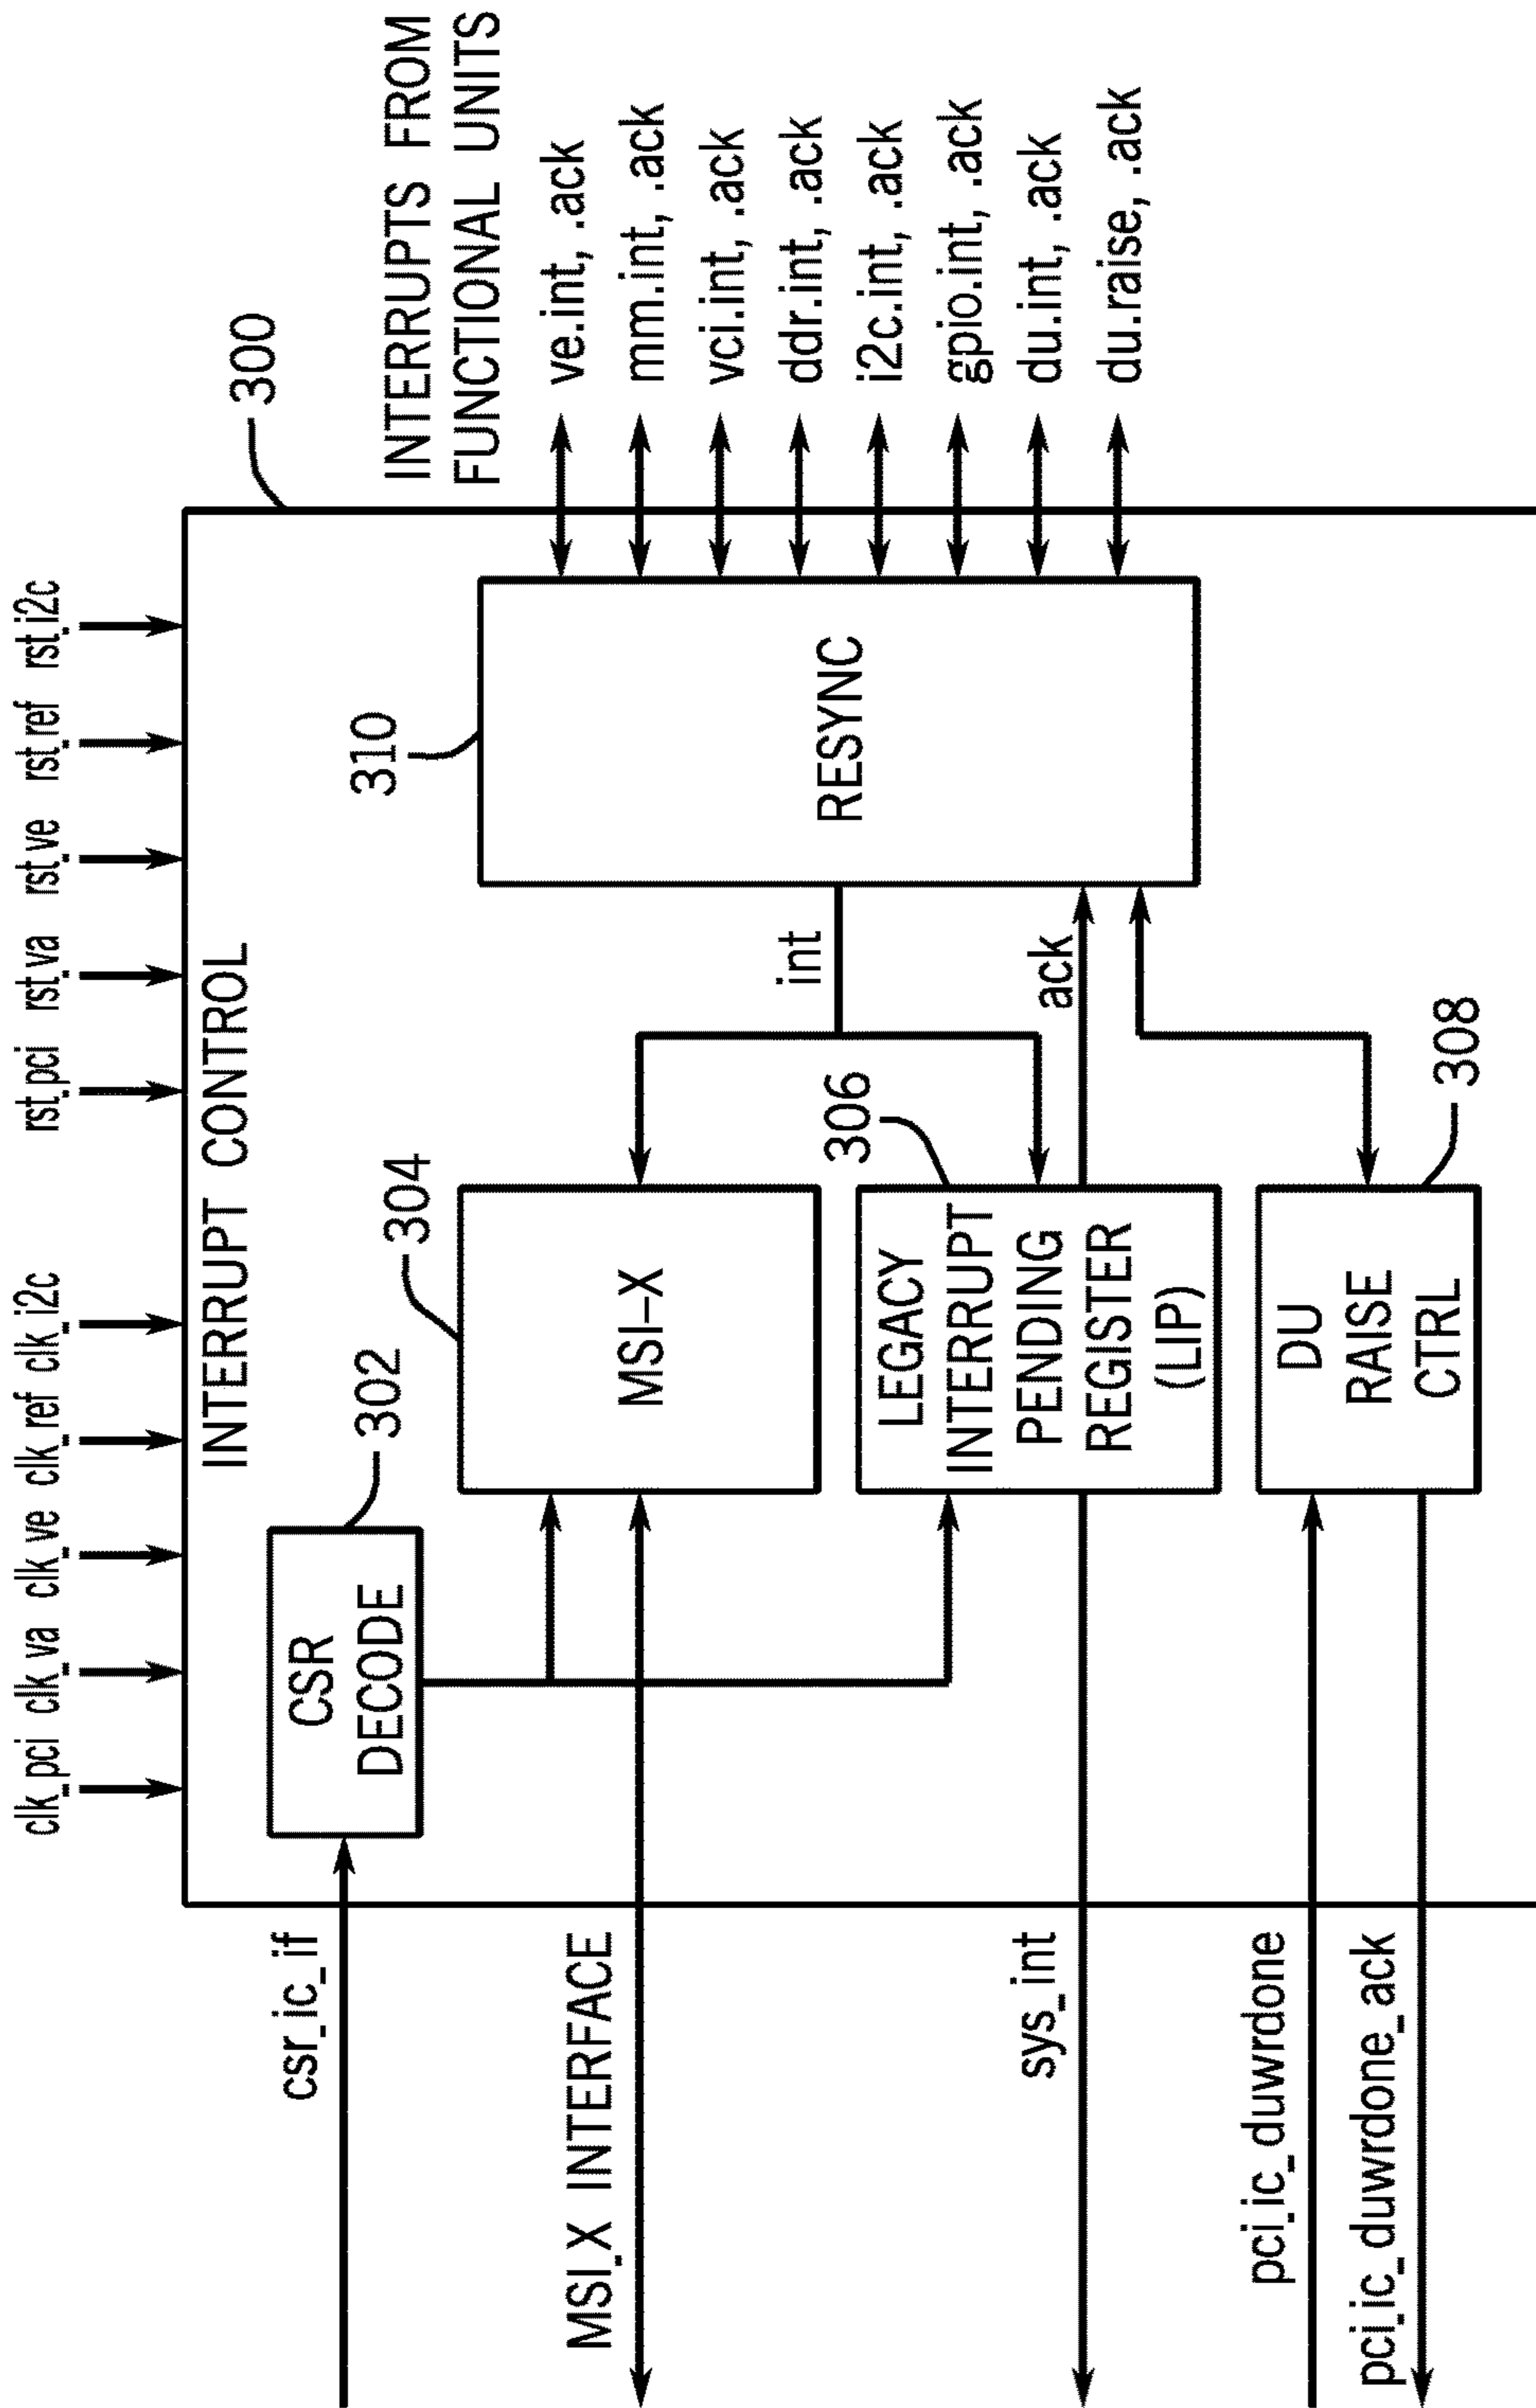 clk_pci clk_va clk_ve clk_ref clk_i2c
rst_pci rst_va rst_ve rst_ref rst_i2c
INTERRUPT CONTROL
300
csr_ic_if
CSR
DECODE
302
MSI_X INTERFACE
304
MSI-X
306
LEGACY
INTERRUPT
PENDING
REGISTER
(LIP)
sys_int
DU
RAISE
CTRL
308
pci_ic_duwrdone
pci_ic_duwrdone_ack
int
ack
310
RESYNC
INTERRUPTS FROM
FUNCTIONAL UNITS
ve.int, .ack
mm.int, .ack
vci.int, .ack
ddr.int, .ack
i2c.int, .ack
gpio.int, .ack
du.int, .ack
du.raise, .ack